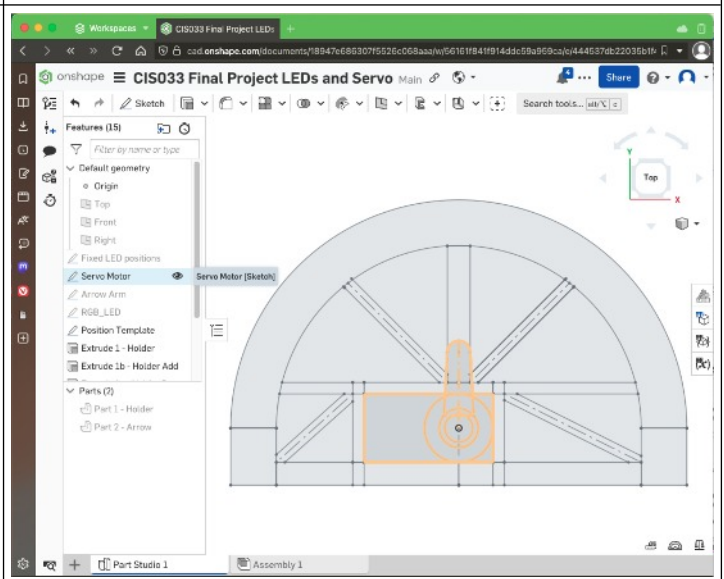 Workspaces
CIS033 Final Project LEDs
cad.onshape.com/documents/18947e686307f5526c068aaa/w/56161f841f914ddc59a969ca/e/444537db22035b1f
onshape CIS033 Final Project LEDs and Servo Main
Share
Sketch
Search tools...
Features (15)
Filter by name or type
Default geometry
Origin
Top
Front
Right
Fixed LED positions
Servo Motor
Servo Motor [Sketch]
Arrow Arm
RGB_LED
Position Template
Extrude 1 - Holder
Extrude 1b - Holder Add
Parts (2)
Part 1 - Holder
Part 2 - Arrow
Y
Top
X
Part Studio 1
Assembly 1